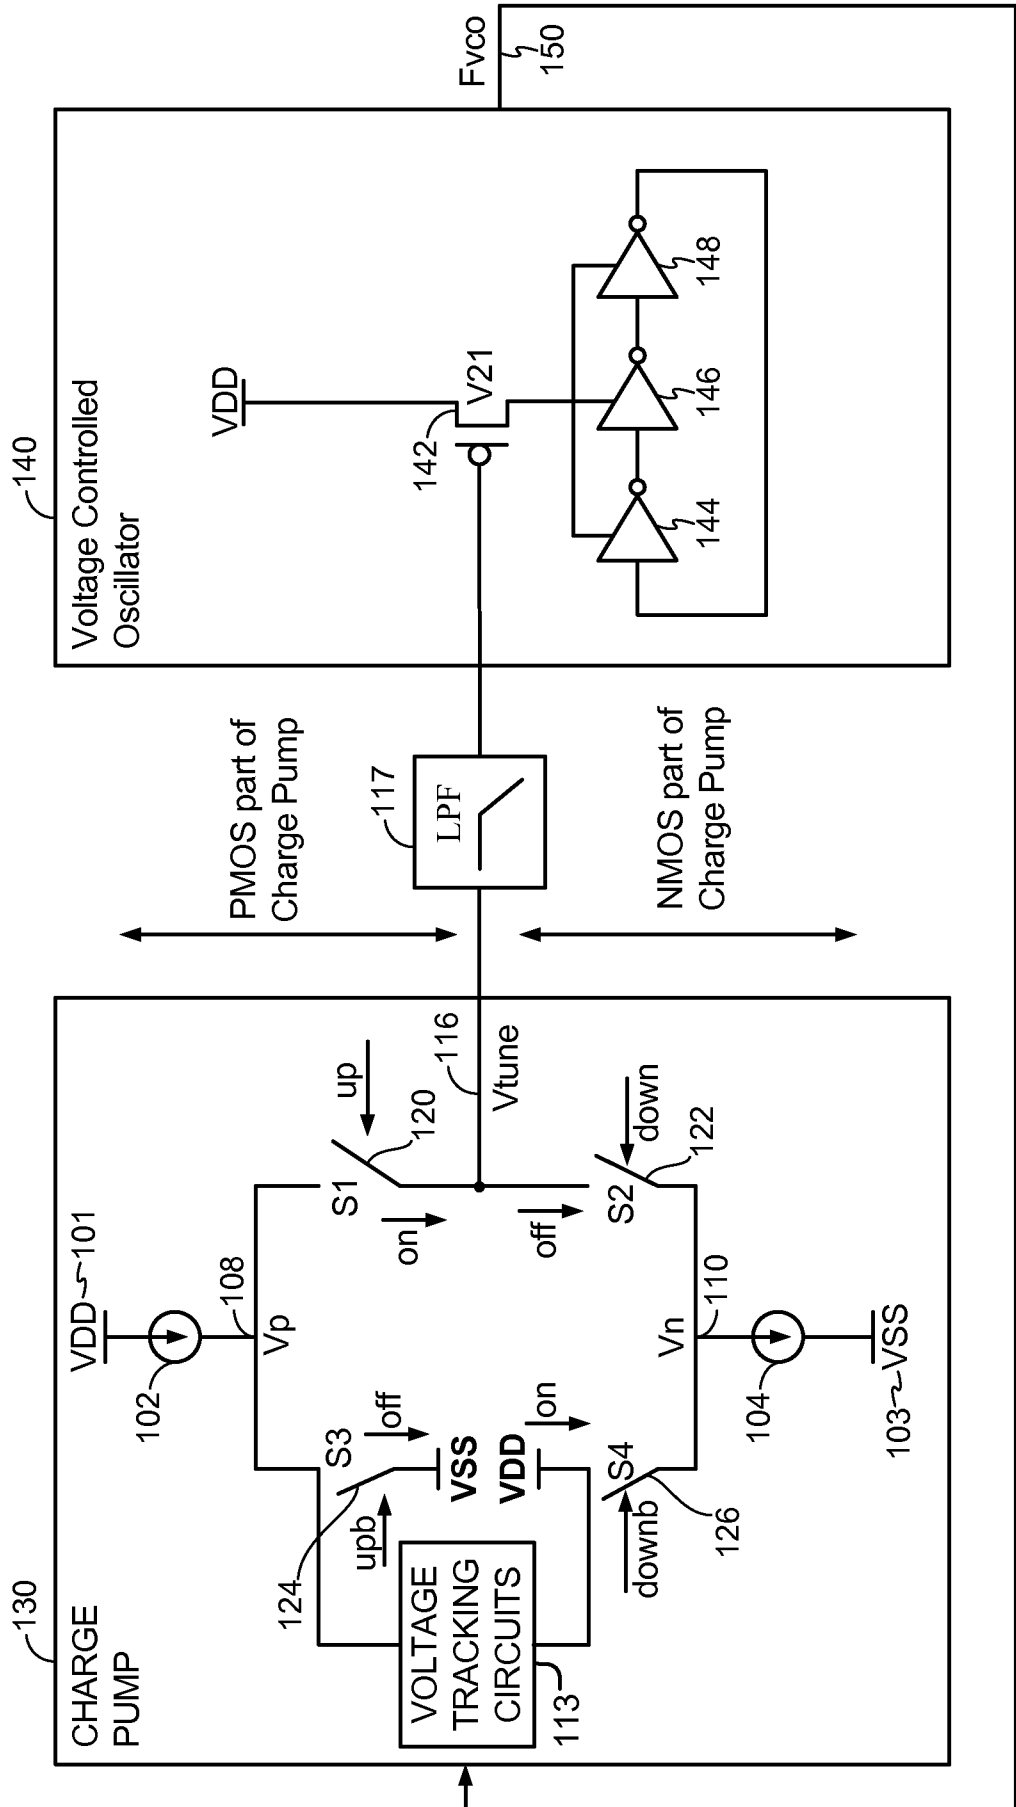 130
CHARGE
PUMP
VDD 101
102
108
Vp
S3
off
124
upb
VSS
VDD
on
VOLTAGE
TRACKING
CIRCUITS
113
S4
downb
126
Vn
110
104
103 VSS
S1
up
120
on
116
Vtune
off
S2
down
122
PMOS part of
Charge Pump
117
LPF
NMOS part of
Charge Pump
140
Voltage Controlled
Oscillator
VDD
142
V21
144
146
148
Fvco
150